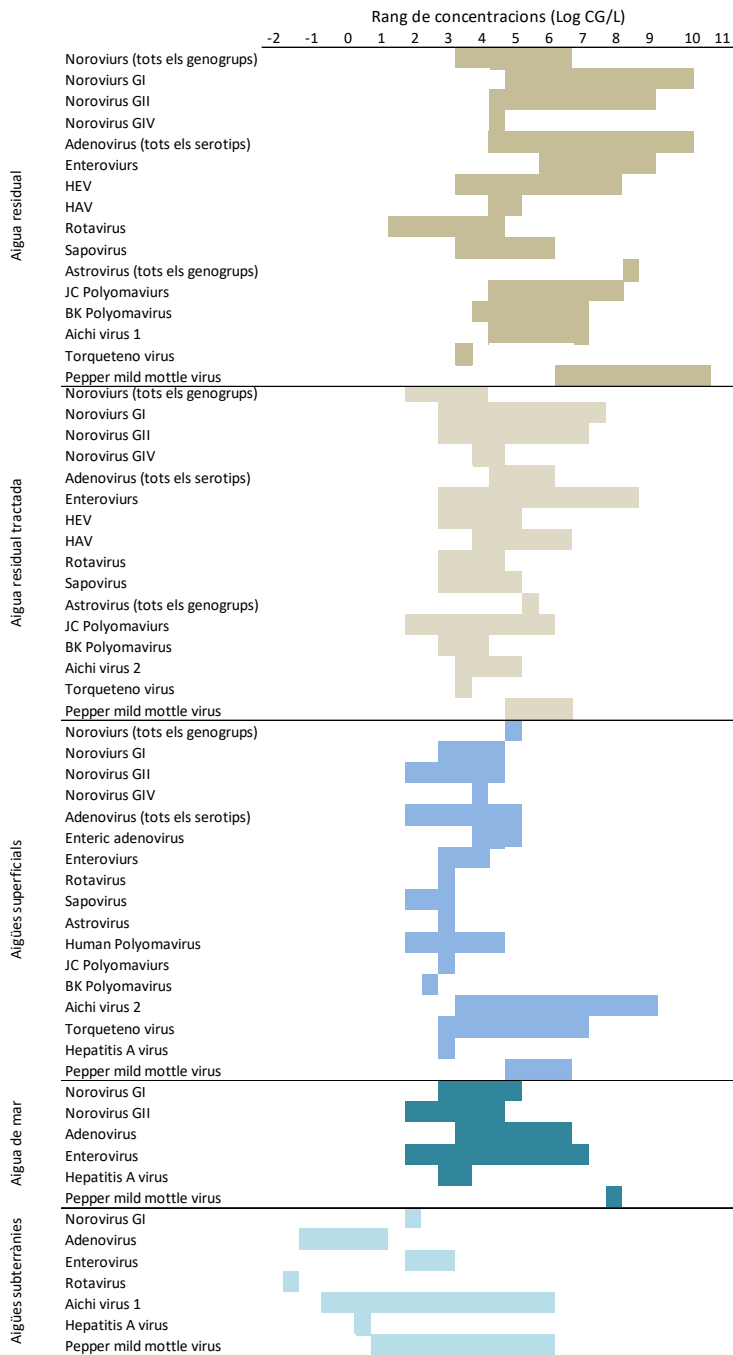 Rang de concentracions (Log CG/L)
-2 -1 0 1 2 3 4 5 6 7 8 9 10 11
Aigua residual
Noroviurs (tots els genogrups)
Noroviurs GI
Norovirus GII
Norovirus GIV
Adenovirus (tots els serotips)
Enteroviurs
HEV
HAV
Rotavirus
Sapovirus
Astrovirus (tots els genogrups)
JC Polyomaviurs
BK Polyomavirus
Aichi virus 1
Torqueteno virus
Pepper mild mottle virus
Aigua residual tractada
Noroviurs (tots els genogrups)
Noroviurs GI
Norovirus GII
Norovirus GIV
Adenovirus (tots els serotips)
Enteroviurs
HEV
HAV
Rotavirus
Sapovirus
Astrovirus (tots els genogrups)
JC Polyomaviurs
BK Polyomavirus
Aichi virus 2
Torqueteno virus
Pepper mild mottle virus
Aigües superficials
Noroviurs (tots els genogrups)
Noroviurs GI
Norovirus GII
Norovirus GIV
Adenovirus (tots els serotips)
Enteric adenovirus
Enteroviurs
Rotavirus
Sapovirus
Astrovirus
Human Polyomavirus
JC Polyomaviurs
BK Polyomavirus
Aichi virus 2
Torqueteno virus
Hepatitis A virus
Pepper mild mottle virus
Aigua de mar
Norovirus GI
Norovirus GII
Adenovirus
Enterovirus
Hepatitis A virus
Pepper mild mottle virus
Aigües subterrànies
Norovirus GI
Adenovirus
Enterovirus
Rotavirus
Aichi virus 1
Hepatitis A virus
Pepper mild mottle virus